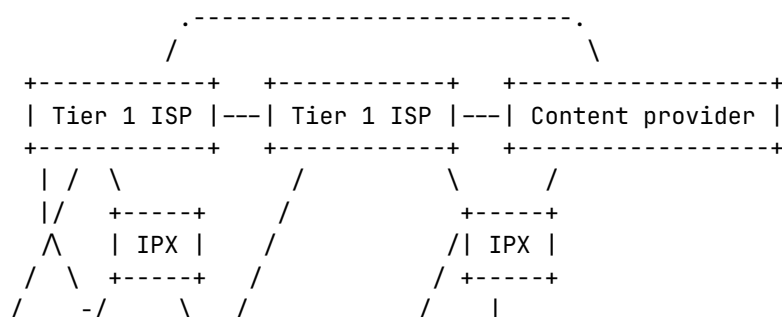 Tier 1 ISP Tier 1 ISP Content provider
IPX IPX